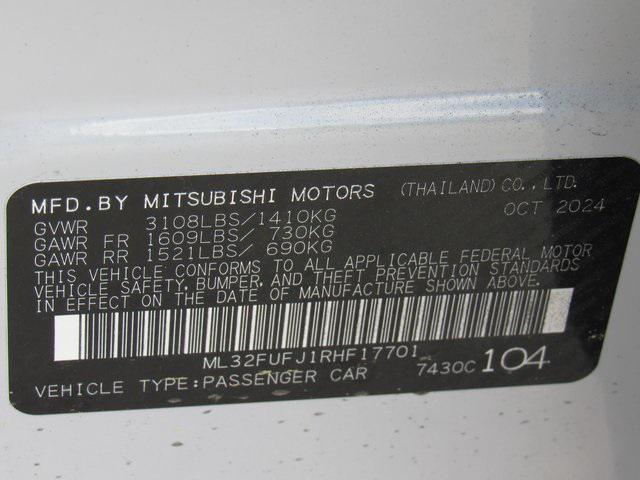 MFD. BY MITSUBISHI MOTORS (THAILAND) CO., LTD.
GVWR 3108LBS/1410KG OCT 2024
GAWR FR 1609LBS/ 730KG
GAWR RR 1521LBS/ 690KG
THIS VEHICLE CONFORMS TO ALL APPLICABLE FEDERAL MOTOR
VEHICLE SAFETY, BUMPER, AND THEFT PREVENTION STANDARDS
IN EFFECT ON THE DATE OF MANUFACTURE SHOWN ABOVE.
ML32FUFJ1RHF17701
VEHICLE TYPE:PASSENGER CAR 7430C 104